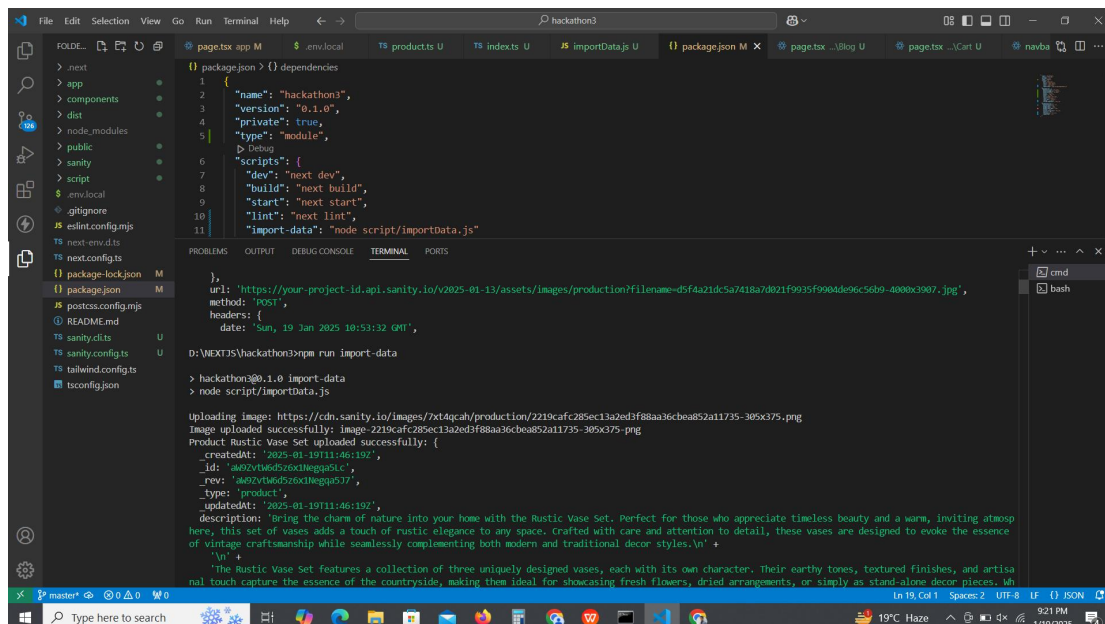 File Edit Selection View Go Run Terminal Help
hackathon3
FOLDE...
page.tsx app M
$ .env.local
TS product.ts U
TS index.ts U
JS importData.js U
{} package.json M
page.tsx ...\Blog U
page.tsx ...\Cart U
navba
{} package.json > {} dependencies
> .next
> app
> components
> dist
> node_modules
> public
> sanity
> script
$ .env.local
.gitignore
JS eslint.config.mjs
TS next-env.d.ts
TS next.config.ts
{} package-lock.json M
{} package.json M
JS postcss.config.mjs
README.md
TS sanity.cli.ts U
TS sanity.config.ts U
TS tailwind.config.ts
tsconfig.json
126
1 {
2 "name": "hackathon3",
3 "version": "0.1.0",
4 "private": true,
5 "type": "module",
Debug
6 "scripts": {
7 "dev": "next dev",
8 "build": "next build",
9 "start": "next start",
10 "lint": "next lint",
11 "import-data": "node script/importData.js"
PROBLEMS OUTPUT DEBUG CONSOLE TERMINAL PORTS
cmd
bash
},
url: 'https://your-project-id.api.sanity.io/v2025-01-13/assets/images/production?filename=d5f4a21dc5a7418a7d021f9935f9904de96c56b9-4000x3907.jpg',
method: 'POST',
headers: {
date: 'Sun, 19 Jan 2025 10:53:32 GMT',
D:\NEXTJS\hackathon3>npm run import-data
> hackathon3@0.1.0 import-data
> node script/importData.js
Uploading image: https://cdn.sanity.io/images/7xt4qcah/production/2219cafc285ec13a2ed3f88aa36cbea852a11735-305x375.png
Image uploaded successfully: image-2219cafc285ec13a2ed3f88aa36cbea852a11735-305x375-png
Product Rustic Vase Set uploaded successfully: {
_createdAt: '2025-01-19T11:46:19Z',
_id: 'aW9ZvtW6d5z6x1Negqa5Lc',
_rev: 'aW9ZvtW6d5z6x1Negqa5J7',
_type: 'product',
_updatedAt: '2025-01-19T11:46:19Z',
description: 'Bring the charm of nature into your home with the Rustic Vase Set. Perfect for those who appreciate timeless beauty and a warm, inviting atmosp
here, this set of vases adds a touch of rustic elegance to any space. Crafted with care and attention to detail, these vases are designed to evoke the essence
of vintage craftsmanship while seamlessly complementing both modern and traditional decor styles.\n' +
'\n' +
'The Rustic Vase Set features a collection of three uniquely designed vases, each with its own character. Their earthy tones, textured finishes, and artisa
nal touch capture the essence of the countryside, making them ideal for showcasing fresh flowers, dried arrangements, or simply as stand-alone decor pieces. Wh
master* 0 0 0
Ln 19, Col 1 Spaces: 2 UTF-8 LF {} JSON
Type here to search
19°C Haze
9:21 PM